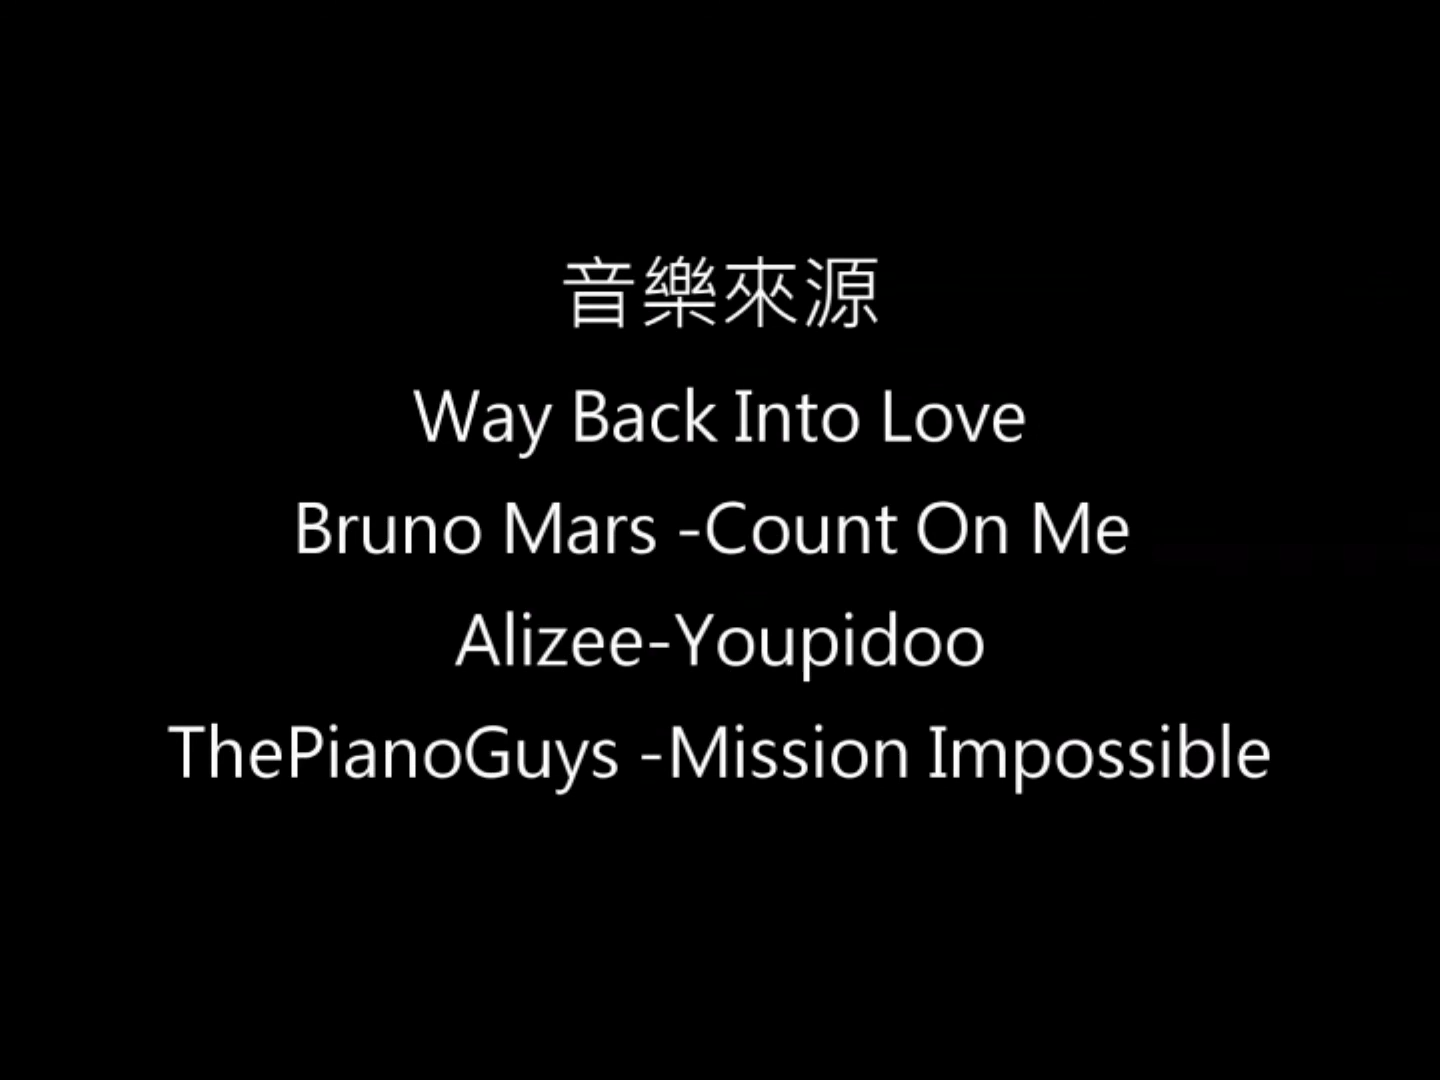 音樂來源
Way Back Into Love
Bruno Mars -Count On Me
Alizee-Youpidoo
ThePianoGuys -Mission Impossible